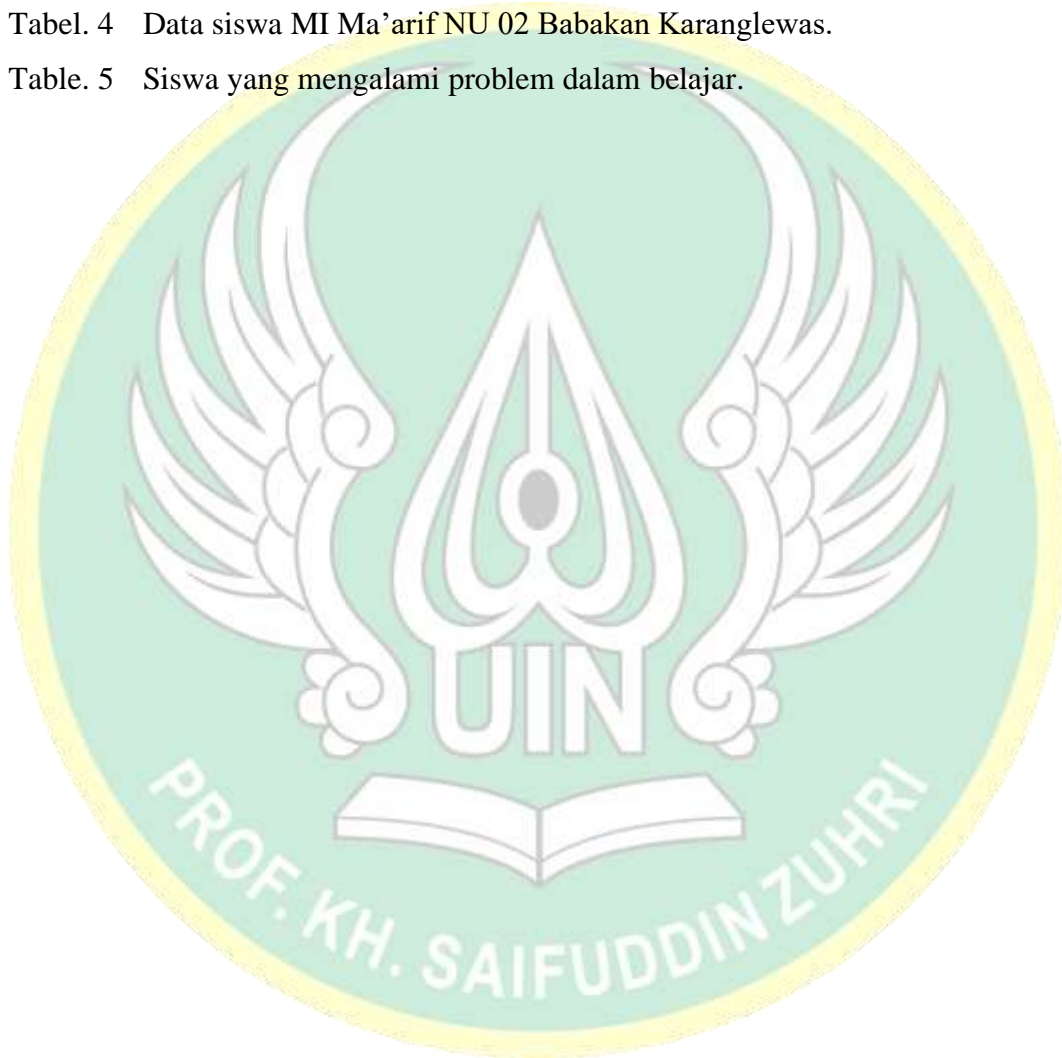 Tabel. 4 Data siswa MI Ma’arif NU 02 Babakan Karanglewas.
Table. 5 Siswa yang mengalami problem dalam belajar.
UIN
PROF. KH. SAIFUDDIN ZUHRI